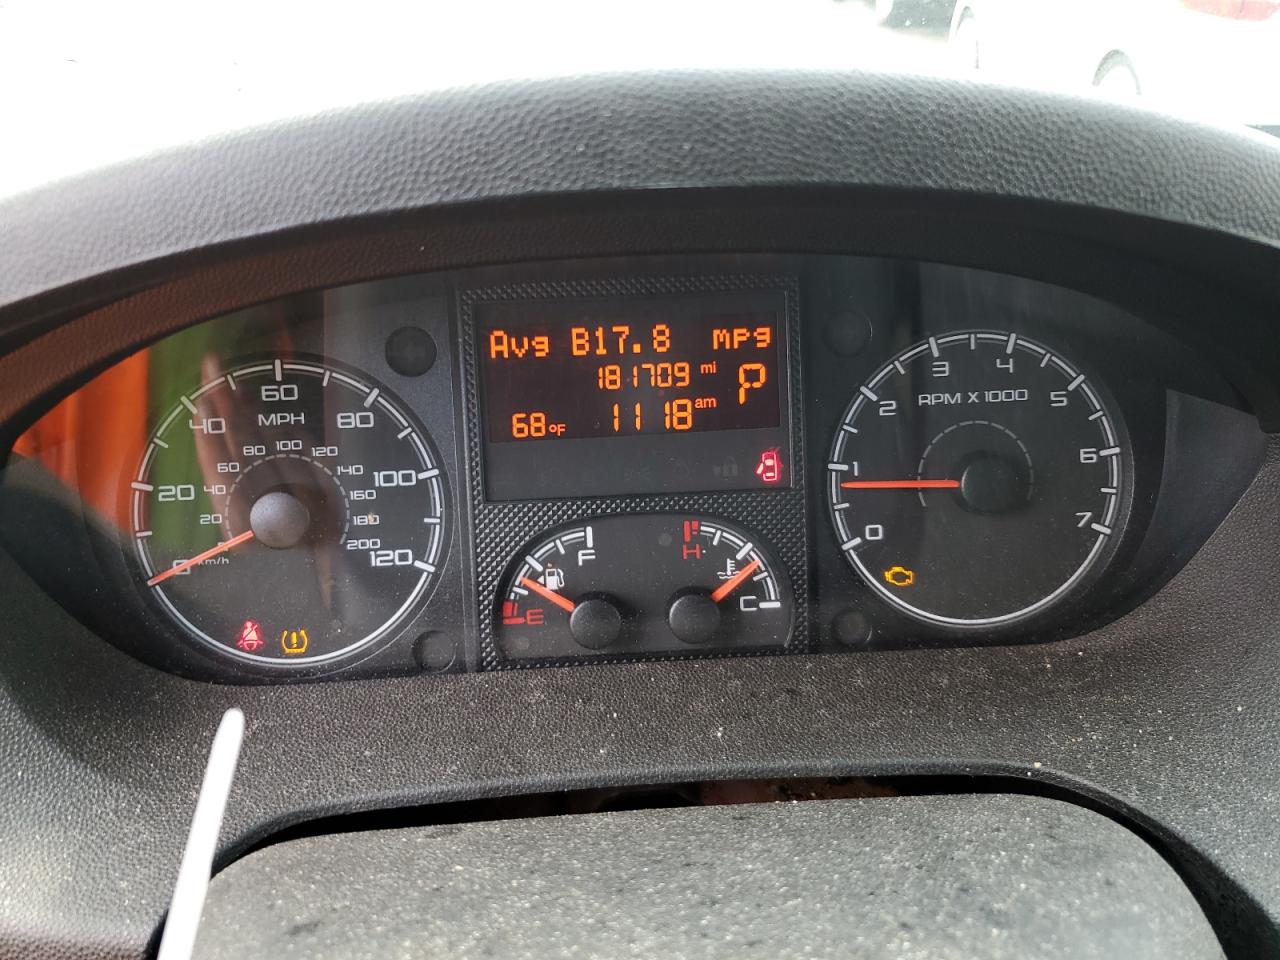 Avg B17.8 mpg
181709 mi
P
68°F 11 18 am
0 20 40 60 80 100 120
MPH
20 40 60 80 100 120 140 160 180 200
km/h
0 1 2 3 4 5 6 7
RPM X 1000
E F
H C